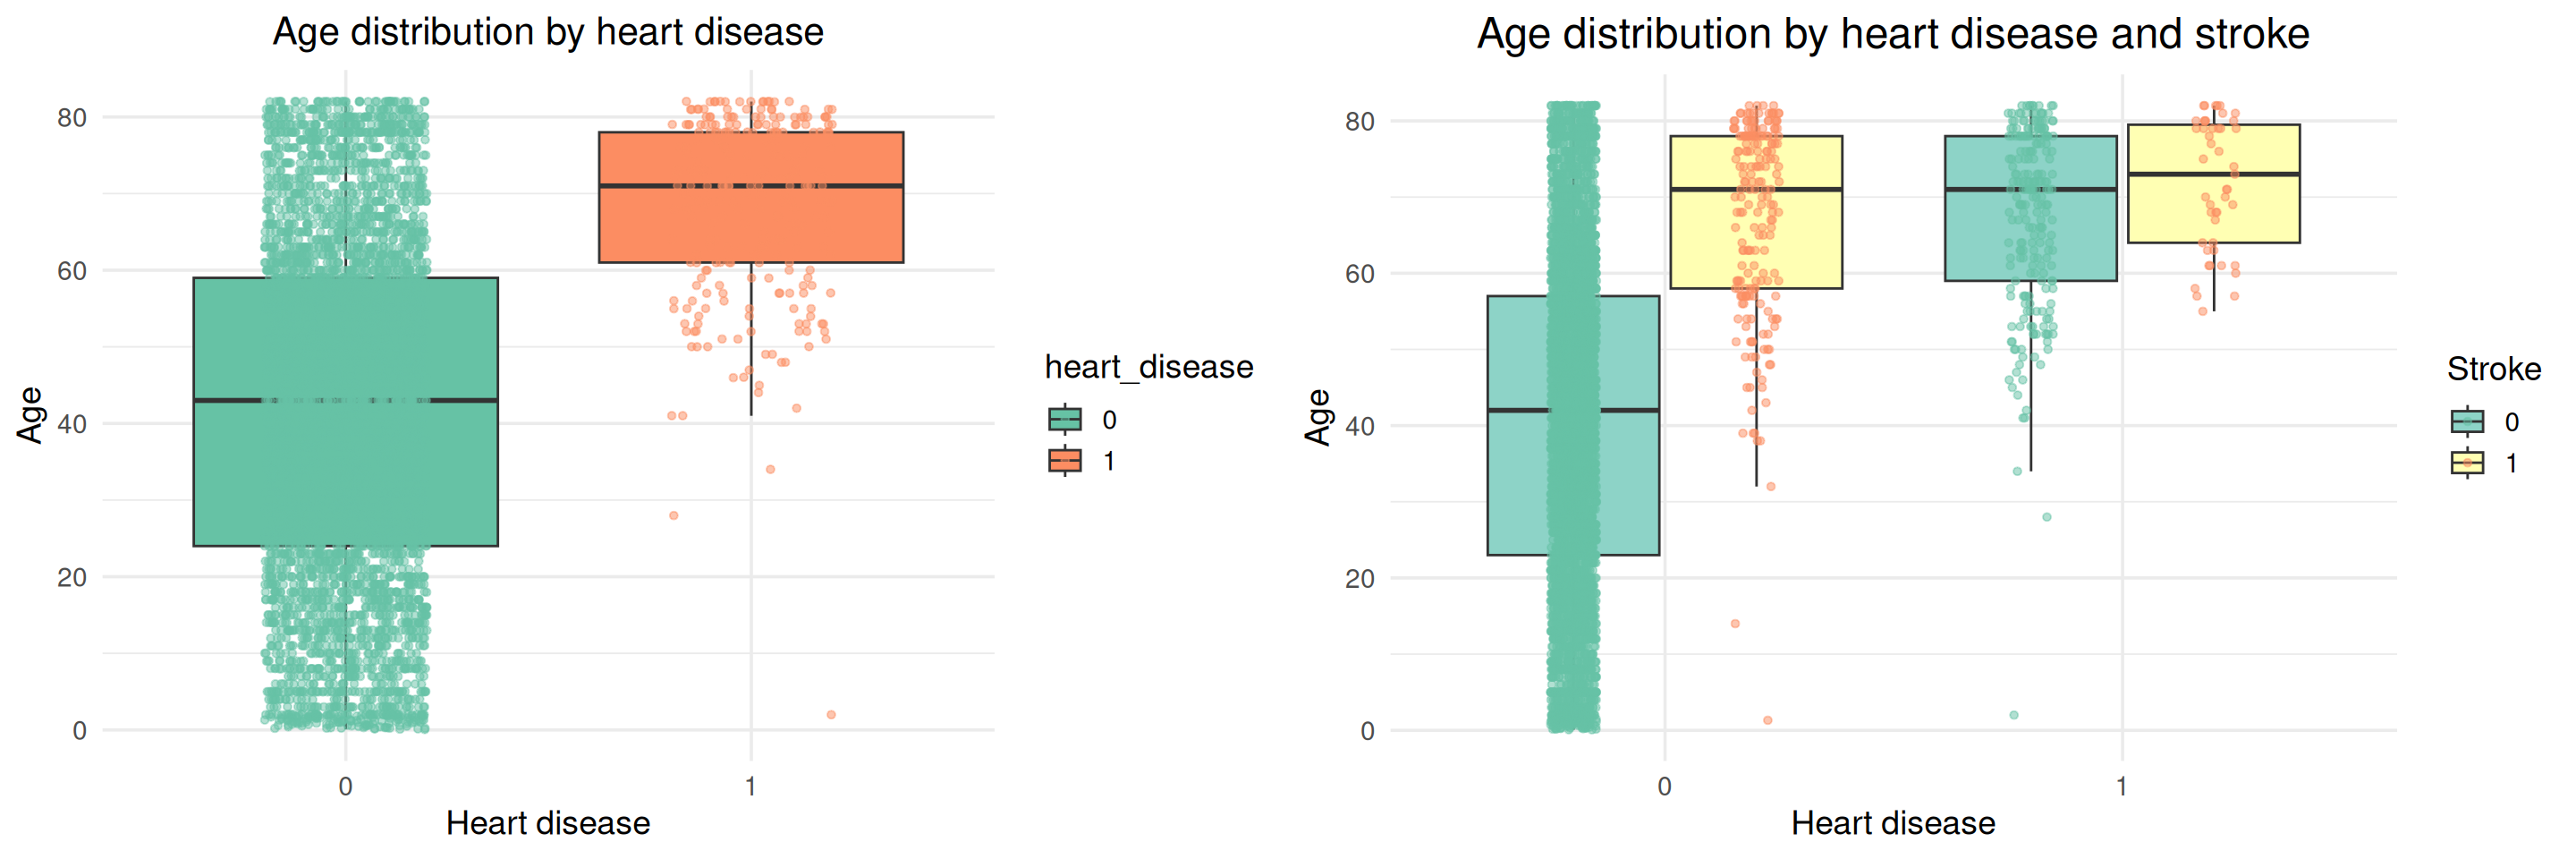 Age distribution by heart disease
80
60
40
20
0
Age
0
1
Heart disease
heart_disease
0
1
Age distribution by heart disease and stroke
80
60
40
20
0
Age
0
1
Heart disease
Stroke
0
1